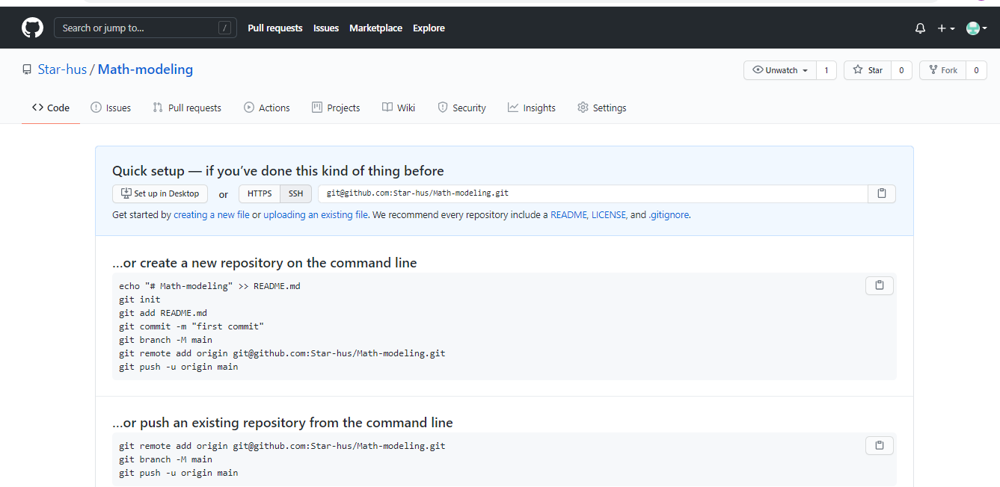 Search or jump to... / Pull requests Issues Marketplace Explore
Star-hus / Math-modeling Unwatch 1 Star 0 Fork 0
Code Issues Pull requests Actions Projects Wiki Security Insights Settings
Quick setup — if you’ve done this kind of thing before
Set up in Desktop or HTTPS SSH git@github.com:Star-hus/Math-modeling.git
Get started by creating a new file or uploading an existing file. We recommend every repository include a README, LICENSE, and .gitignore.
…or create a new repository on the command line
echo "# Math-modeling" >> README.md
git init
git add README.md
git commit -m "first commit"
git branch -M main
git remote add origin git@github.com:Star-hus/Math-modeling.git
git push -u origin main
…or push an existing repository from the command line
git remote add origin git@github.com:Star-hus/Math-modeling.git
git branch -M main
git push -u origin main